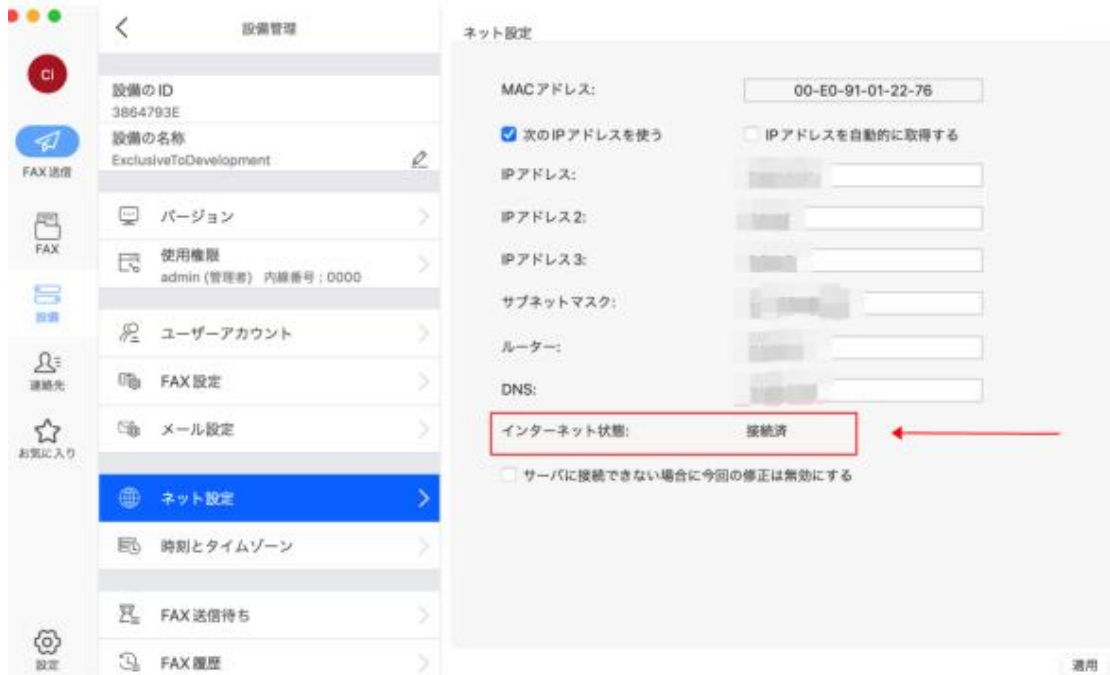 CI
FAX送信
FAX
設備
連絡先
お気に入り
設定
設備管理
設備のID
3864793E
設備の名称
ExclusiveToDevelopment
バージョン
使用権限
admin (管理者) 内線番号：0000
ユーザーアカウント
FAX 設定
メール設定
ネット設定
時刻とタイムゾーン
FAX 送信待ち
FAX 履歴
ネット設定
MACアドレス: 00-E0-91-01-22-76
次のIPアドレスを使う IPアドレスを自動的に取得する
IPアドレス:
IPアドレス2:
IPアドレス3:
サブネットマスク:
ルーター:
DNS:
インターネット状態: 接続済
サーバに接続できない場合に今回の修正は無効にする
適用